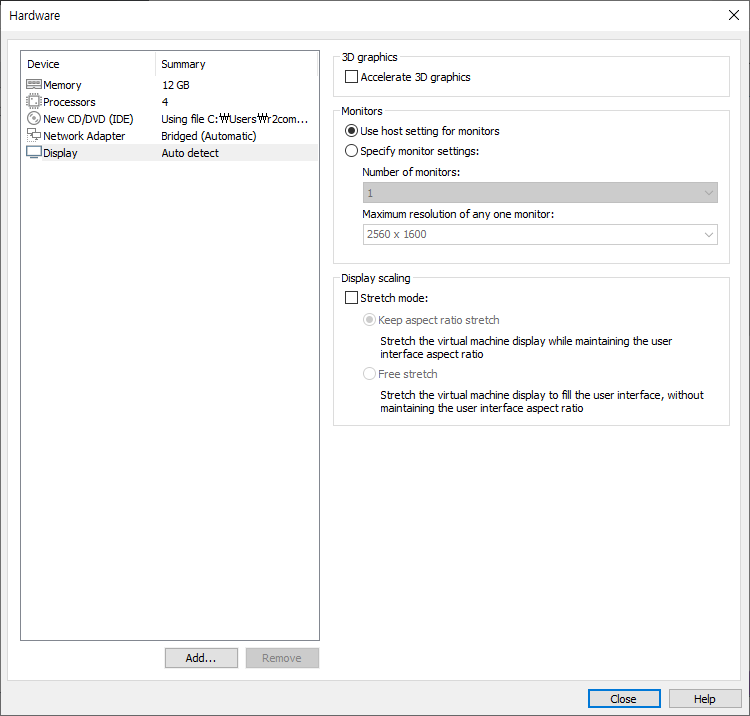 Hardware
Device Summary
Memory 12 GB
Processors 4
New CD/DVD (IDE) Using file C:₩Users₩r2com...
Network Adapter Bridged (Automatic)
Display Auto detect
Add...
Remove
3D graphics
Accelerate 3D graphics
Monitors
Use host setting for monitors
Specify monitor settings:
Number of monitors:
1
Maximum resolution of any one monitor:
2560 x 1600
Display scaling
Stretch mode:
Keep aspect ratio stretch
Stretch the virtual machine display while maintaining the user
interface aspect ratio
Free stretch
Stretch the virtual machine display to fill the user interface, without
maintaining the user interface aspect ratio
Close
Help